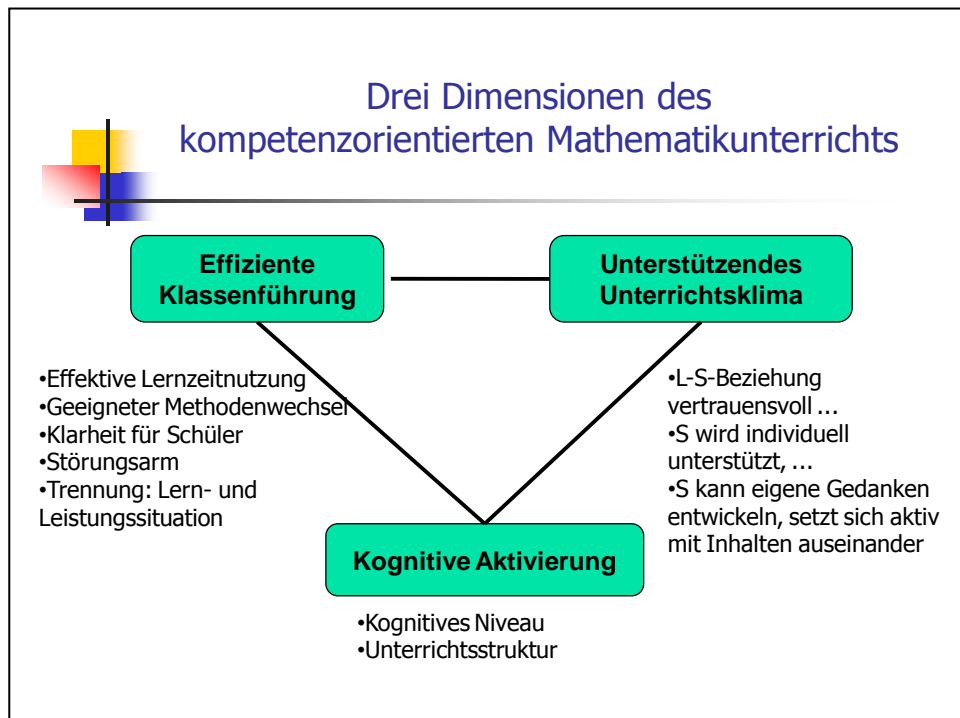 Drei Dimensionen des
kompetenzorientierten Mathematikunterrichts
Effiziente
Klassenführung
Unterstützendes
Unterrichtsklima
•Effektive Lernzeitnutzung
•Geeigneter Methodenwechsel
•Klarheit für Schüler
•Störungsarm
•Trennung: Lern- und
Leistungssituation
•L-S-Beziehung
vertrauensvoll ...
•S wird individuell
unterstützt, ...
•S kann eigene Gedanken
entwickeln, setzt sich aktiv
mit Inhalten auseinander
Kognitive Aktivierung
•Kognitives Niveau
•Unterrichtsstruktur